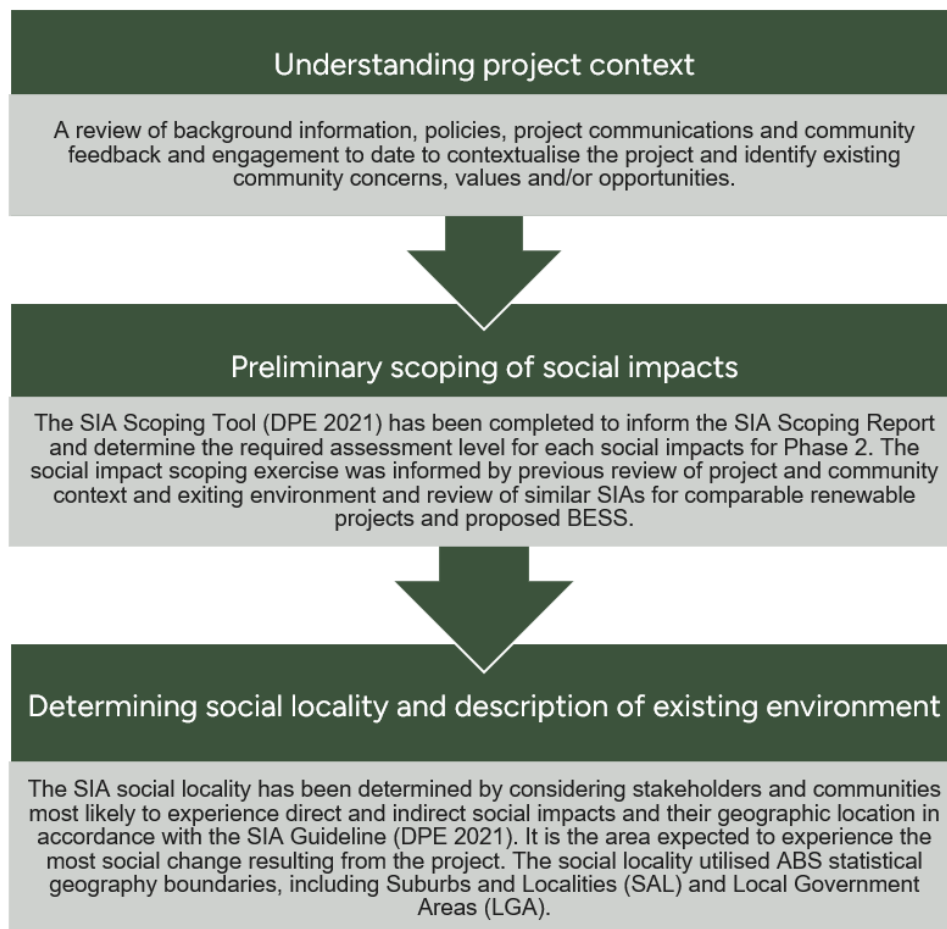 Understanding project context
A review of background information, policies, project communications and community
feedback and engagement to date to contextualise the project and identify existing
community concerns, values and/or opportunities.
Preliminary scoping of social impacts
The SIA Scoping Tool (DPE 2021) has been completed to inform the SIA Scoping Report
and determine the required assessment level for each social impacts for Phase 2. The
social impact scoping exercise was informed by previous review of project and community
context and exiting environment and review of similar SIAs for comparable renewable
projects and proposed BESS.
Determining social locality and description of existing environment
The SIA social locality has been determined by considering stakeholders and communities
most likely to experience direct and indirect social impacts and their geographic location in
accordance with the SIA Guideline (DPE 2021). It is the area expected to experience the
most social change resulting from the project. The social locality utilised ABS statistical
geography boundaries, including Suburbs and Localities (SAL) and Local Government
Areas (LGA).